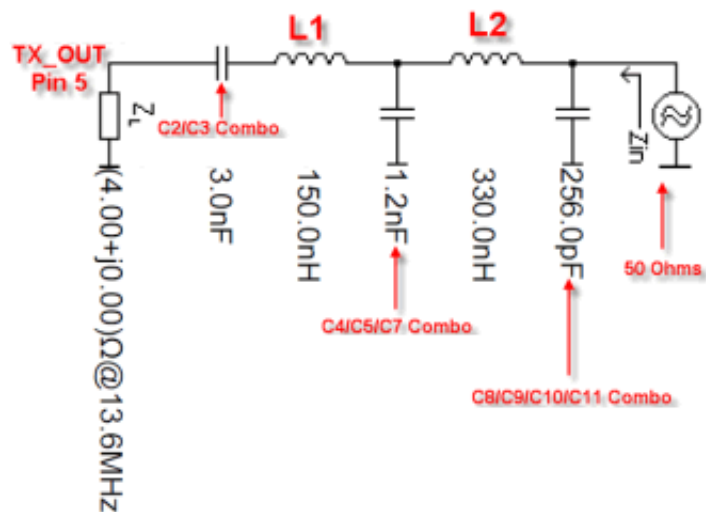 L1
L2
TX_OUT
Pin 5
ZL
C2/C3 Combo
Zin
(4.00+j0.00)Ω@13.6MHz
3.0nF
150.0nH
1.2nF
330.0nH
256.0pF
50 Ohms
C4/C5/C7 Combo
C8/C9/C10/C11 Combo